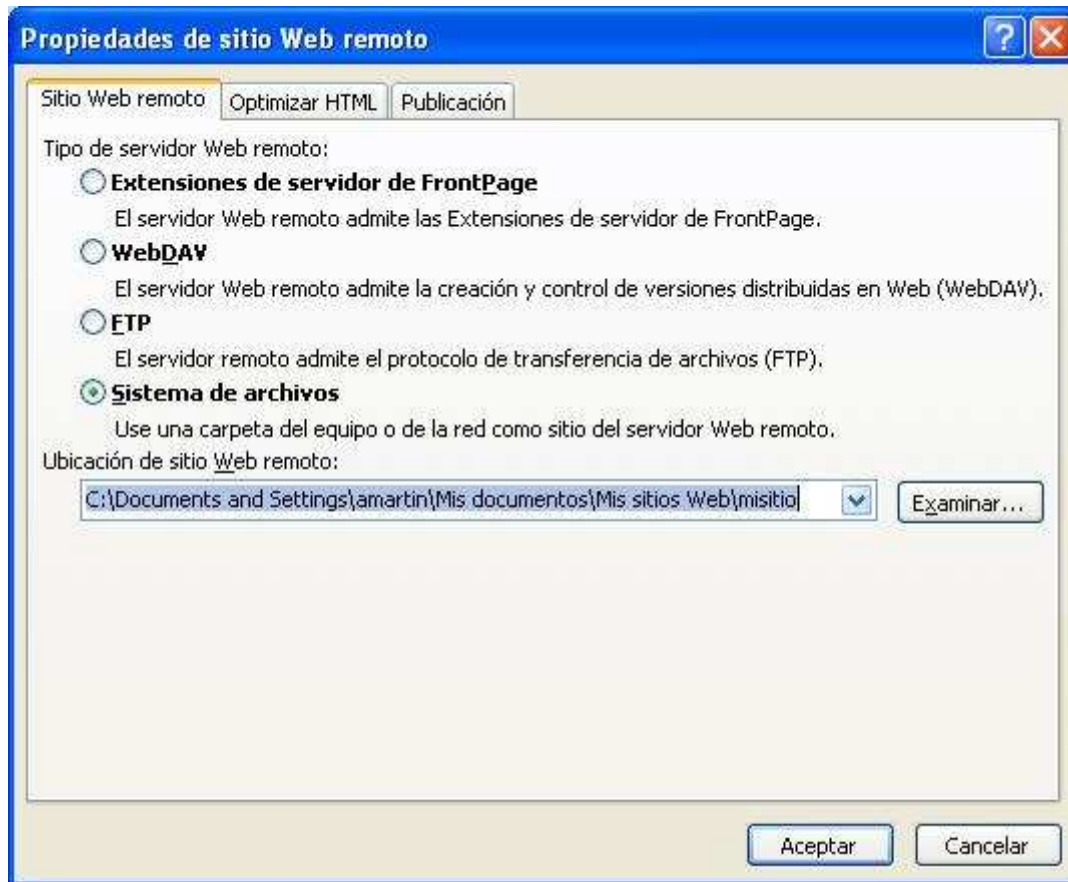 Propiedades de sitio Web remoto
Sitio Web remoto Optimizar HTML Publicación
Tipo de servidor Web remoto:
Extensiones de servidor de FrontPage
El servidor Web remoto admite las Extensiones de servidor de FrontPage.
WebDAV
El servidor Web remoto admite la creación y control de versiones distribuidas en Web (WebDAV).
FTP
El servidor remoto admite el protocolo de transferencia de archivos (FTP).
Sistema de archivos
Use una carpeta del equipo o de la red como sitio del servidor Web remoto.
Ubicación de sitio Web remoto:
C:\Documents and Settings\amartin\Mis documentos\Mis sitios Web\misitio Examinar...
Aceptar Cancelar